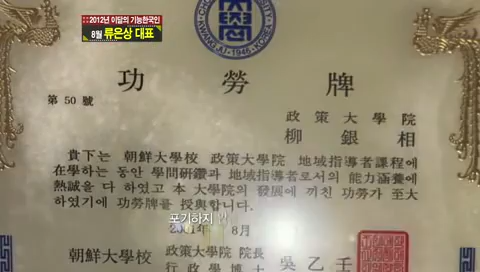 2012년 이달의 기능한국인
8월 류은상 대표
CHOSUN
KWANGJU 1946 KOREA
功勞牌
第 50 號
政策大學院
柳銀相
貴下는 朝鮮大學校 政策大學院 地域指導者課程에
在學하는 동안 學問硏鑽과 地域指導者로서의 能力涵養에
熱誠을 다 하였고 本 大學院의 發展에 끼친 功勞가 至大
하였기에 功勞牌를 授與합니다.
포기하지
年 8月
朝鮮大學校 政策大學院 院長
行政學博士 吳乙壬